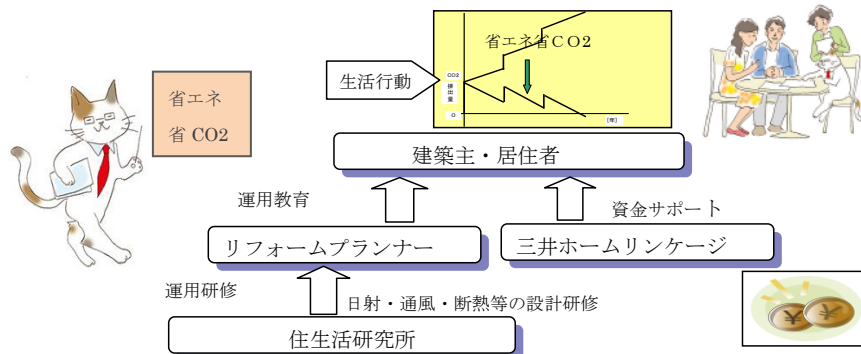 省エネ省CO2
生活行動
CO2
排
出
量
0
[年]
省エネ
省 CO2
建築主・居住者
運用教育
資金サポート
リフォームプランナー
三井ホームリンケージ
運用研修
日射・通風・断熱等の設計研修
住生活研究所
¥
¥